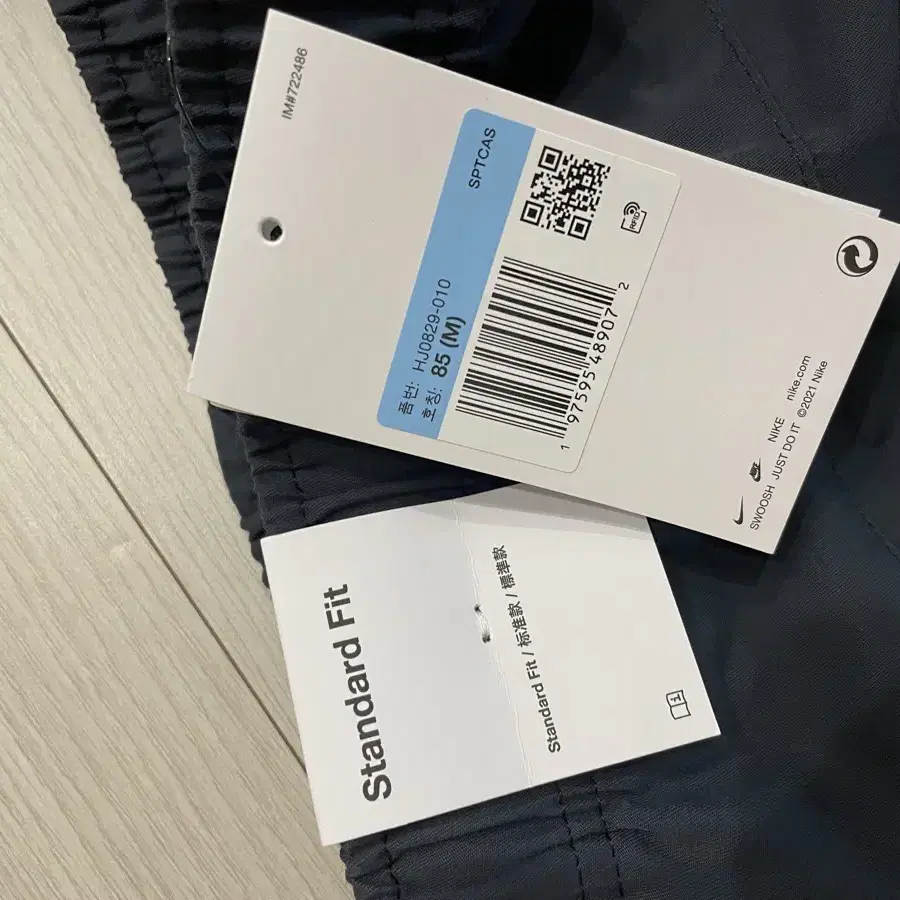 IM#722486
SPTCAS
품번: HJ0829-010
호칭: 85 (M)
RFID
1 97595 48907 2
NIKE nike.com
SWOOSH JUST DO IT ©2021 Nike
Standard Fit
Standard Fit / 标准款 / 標準款